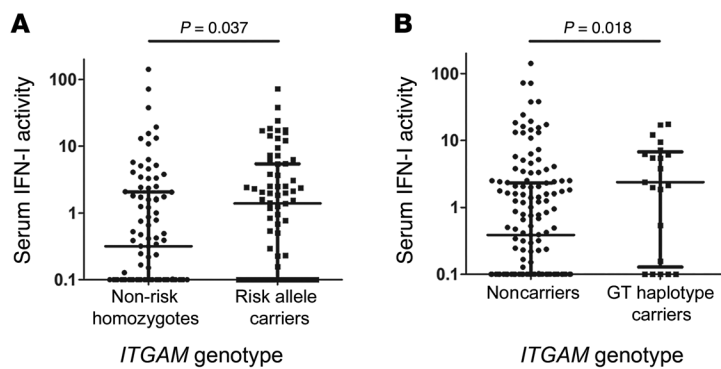 A
P = 0.037
Serum IFN-I activity
100
10
1
0.1
Non-risk
homozygotes
Risk allele
carriers
ITGAM genotype
B
P = 0.018
Serum IFN-I activity
100
10
1
0.1
Noncarriers
GT haplotype
carriers
ITGAM genotype